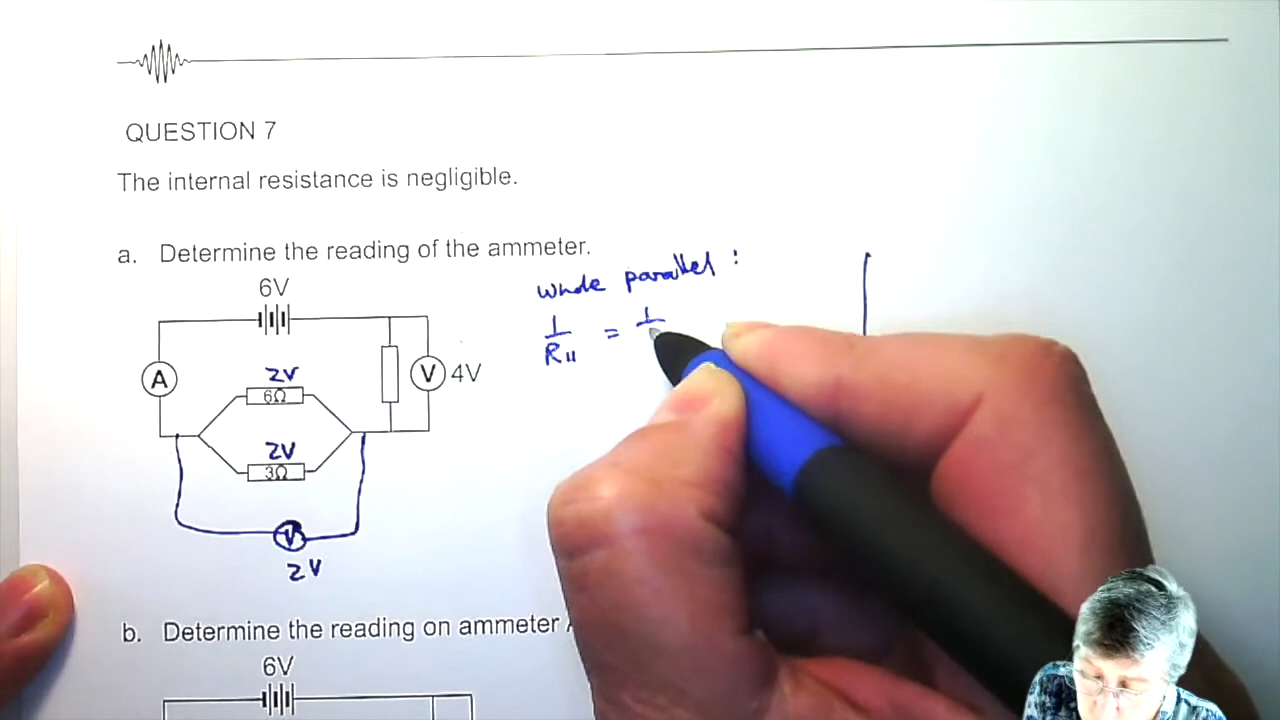 QUESTION 7
The internal resistance is negligible.
a. Determine the reading of the ammeter.
whole parallel :
6V
1/R|| = 1
A
2V
6Ω
V 4V
2V
3Ω
V
2V
b. Determine the reading on ammeter
6V